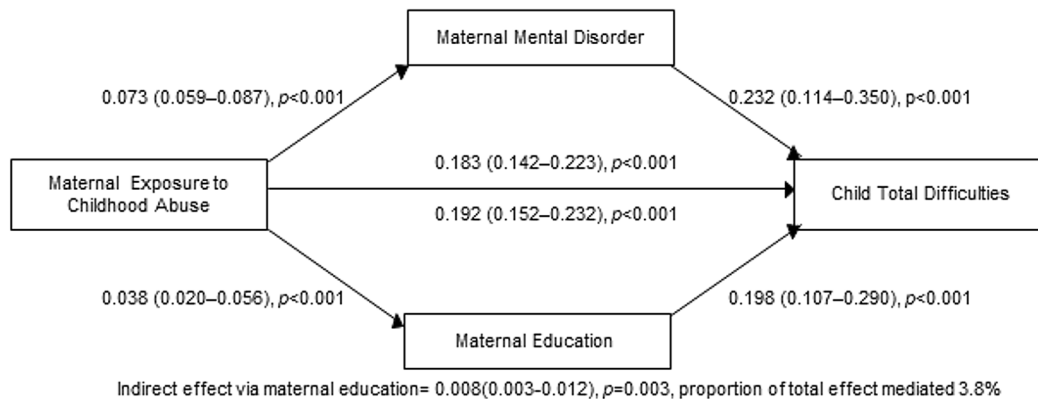 Maternal Mental Disorder
0.073 (0.059–0.087), p<0.001
0.232 (0.114–0.350), p<0.001
0.183 (0.142–0.223), p<0.001
Maternal Exposure to
Childhood Abuse
Child Total Difficulties
0.192 (0.152–0.232), p<0.001
0.038 (0.020–0.056), p<0.001
0.198 (0.107–0.290), p<0.001
Maternal Education
Indirect effect via maternal education= 0.008(0.003-0.012), p=0.003, proportion of total effect mediated 3.8%